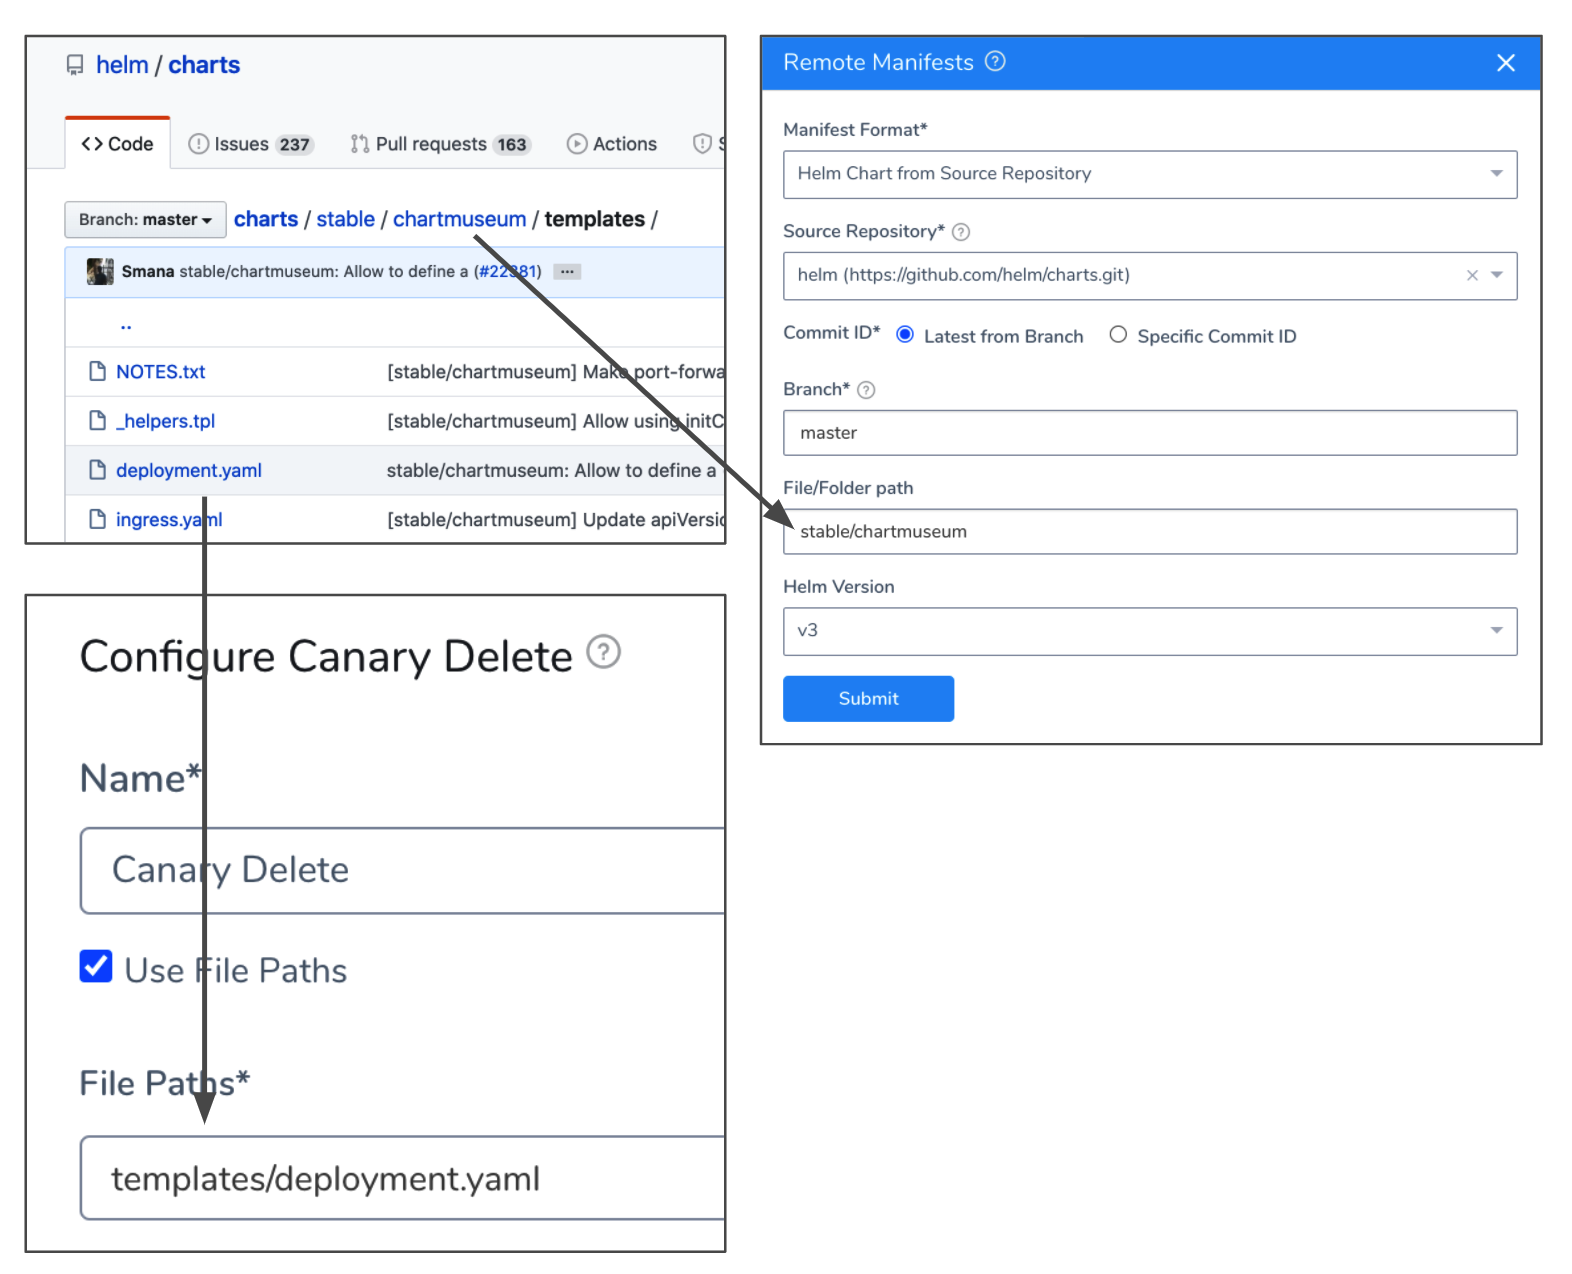 helm / charts
Code Issues 237 Pull requests 163 Actions S
Branch: master charts / stable / chartmuseum / templates /
Smana stable/chartmuseum: Allow to define a (#22381) ...
..
NOTES.txt [stable/chartmuseum] Make port-forwa
_helpers.tpl [stable/chartmuseum] Allow using initC
deployment.yaml stable/chartmuseum: Allow to define a
ingress.yaml [stable/chartmuseum] Update apiVersio
Remote Manifests ?
Manifest Format*
Helm Chart from Source Repository
Source Repository* ?
helm (https://github.com/helm/charts.git)
Commit ID* Latest from Branch Specific Commit ID
Branch* ?
master
File/Folder path
stable/chartmuseum
Helm Version
v3
Submit
Configure Canary Delete ?
Name*
Canary Delete
Use File Paths
File Paths*
templates/deployment.yaml